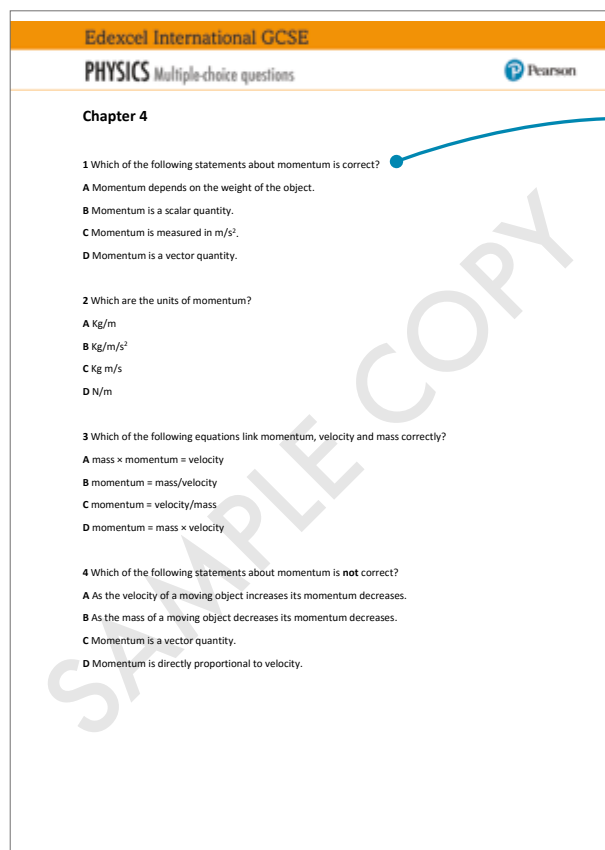 Edexcel International GCSE
PHYSICS Multiple-choice questions
Pearson
Chapter 4
1 Which of the following statements about momentum is correct?
A Momentum depends on the weight of the object.
B Momentum is a scalar quantity.
C Momentum is measured in m/s².
D Momentum is a vector quantity.
2 Which are the units of momentum?
A Kg/m
B Kg/m/s²
C Kg m/s
D N/m
3 Which of the following equations link momentum, velocity and mass correctly?
A mass × momentum = velocity
B momentum = mass/velocity
C momentum = velocity/mass
D momentum = mass × velocity
4 Which of the following statements about momentum is not correct?
A As the velocity of a moving object increases its momentum decreases.
B As the mass of a moving object decreases its momentum decreases.
C Momentum is a vector quantity.
D Momentum is directly proportional to velocity.
SAMPLE COPY